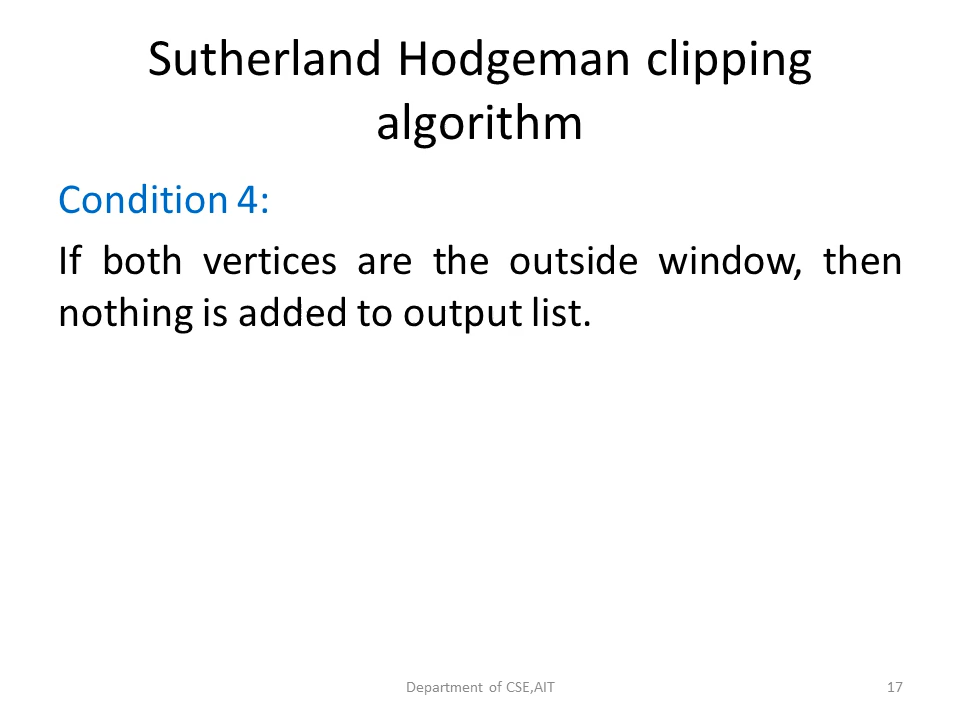 Sutherland Hodgeman clipping
algorithm
Condition 4:
If both vertices are the outside window, then
nothing is added to output list.
Department of CSE,AIT
17